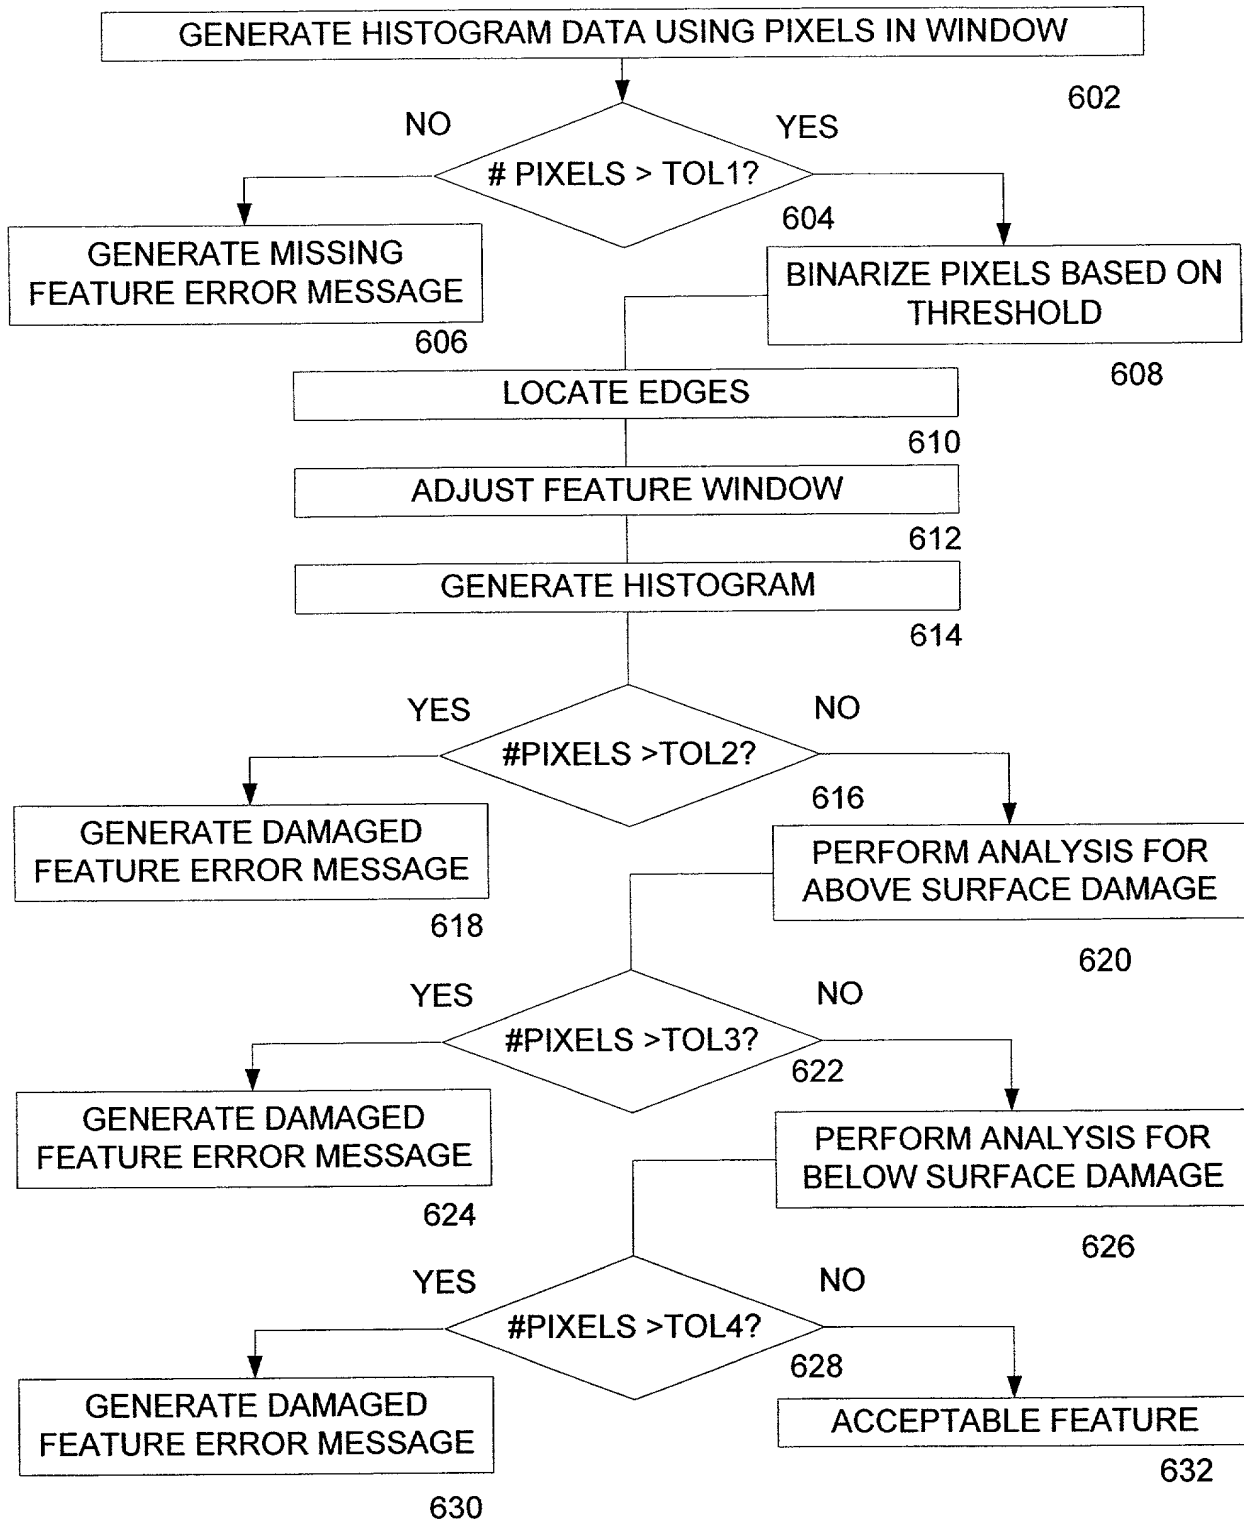 GENERATE HISTOGRAM DATA USING PIXELS IN WINDOW
602
NO
YES
# PIXELS > TOL1?
604
GENERATE MISSING
FEATURE ERROR MESSAGE
606
BINARIZE PIXELS BASED ON
THRESHOLD
608
LOCATE EDGES
610
ADJUST FEATURE WINDOW
612
GENERATE HISTOGRAM
614
YES
NO
#PIXELS >TOL2?
616
GENERATE DAMAGED
FEATURE ERROR MESSAGE
618
PERFORM ANALYSIS FOR
ABOVE SURFACE DAMAGE
620
YES
NO
#PIXELS >TOL3?
622
GENERATE DAMAGED
FEATURE ERROR MESSAGE
624
PERFORM ANALYSIS FOR
BELOW SURFACE DAMAGE
626
YES
NO
#PIXELS >TOL4?
628
GENERATE DAMAGED
FEATURE ERROR MESSAGE
630
ACCEPTABLE FEATURE
632